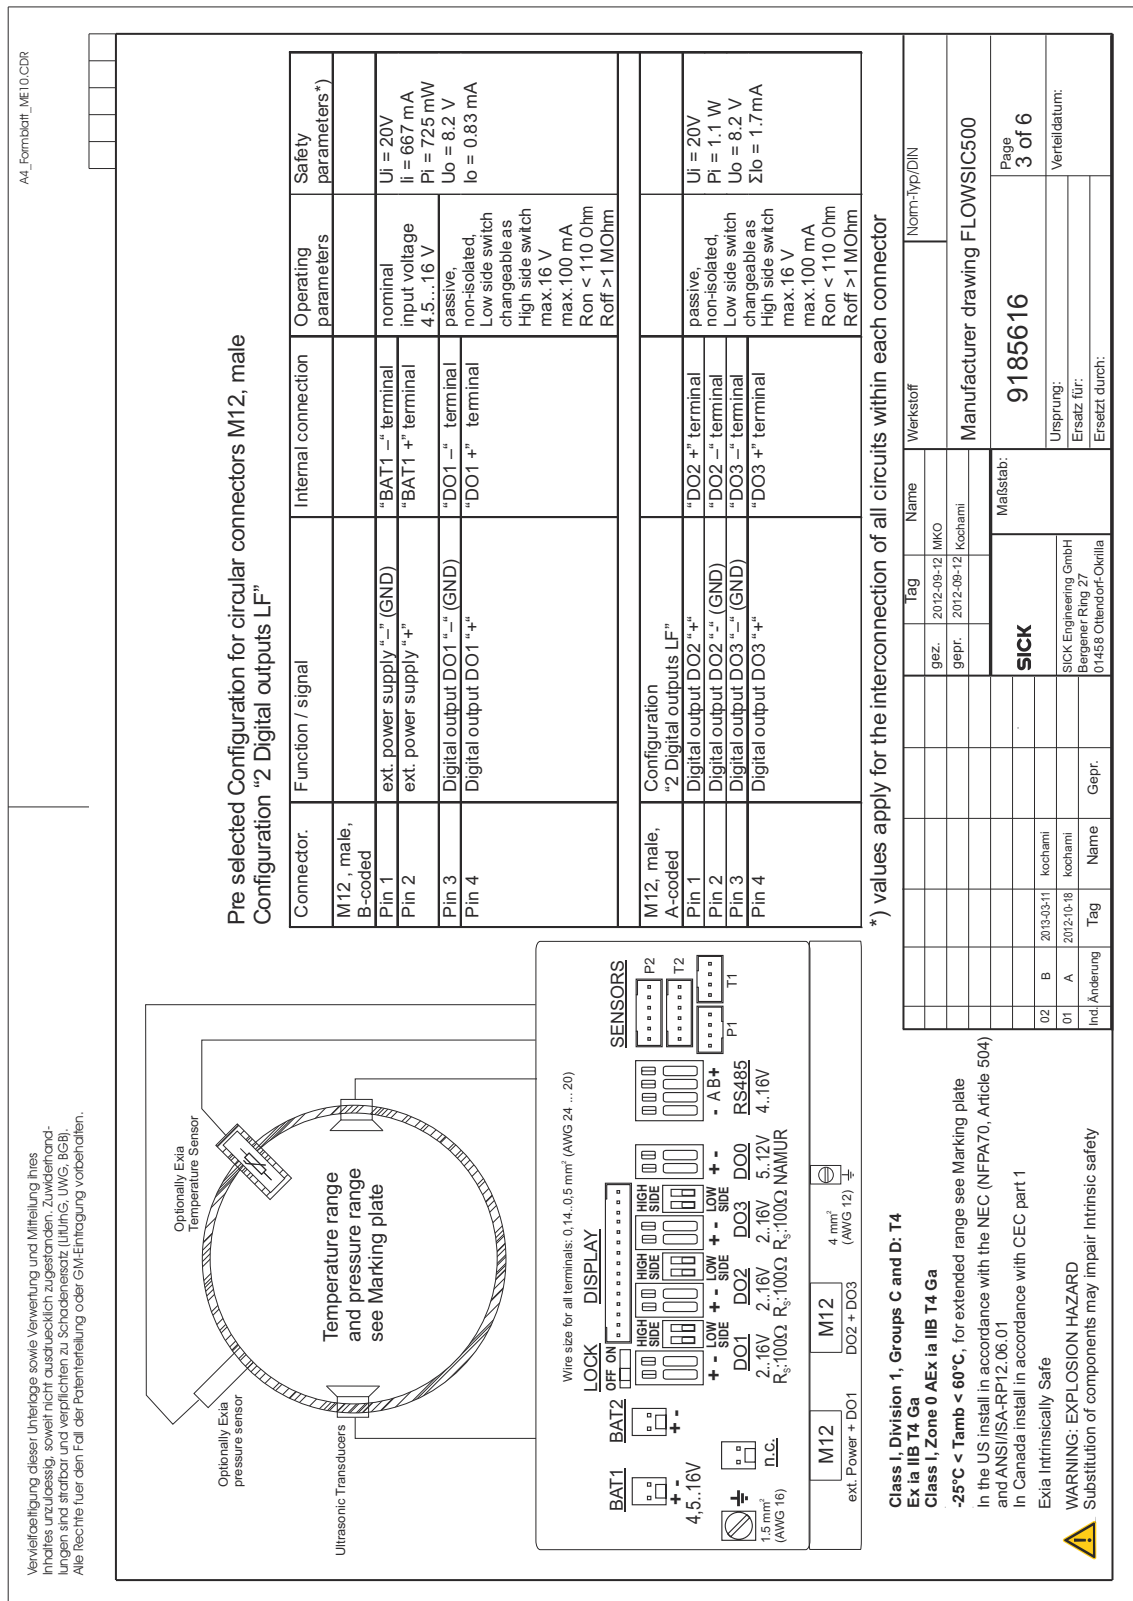 A4_Formblatt_ME10.CDR
Vervielfaeltigung dieser Unterlage sowie Verwertung und Mitteilung ihres
Inhaltes unzulaessig, soweit nicht ausdruecklich zugestanden. Zuwiderhand-
lungen sind strafbar und verpflichten zu Schadenersatz (LitUrhG, UWG, BGB).
Alle Rechte fuer den Fall der Patenterteilung oder GM-Eintragung vorbehalten.
Optionally Exia
pressure sensor
Optionally Exia
Temperature Sensor
Ultrasonic Transducers
Temperature range
and pressure range
see Marking plate
Wire size for all terminals: 0,14..0,5 mm² (AWG 24 ... 20)
BAT1
+ -
4,5..16V
BAT2
+ -
LOCK
OFF ON
DISPLAY
SENSORS
P2
T2
P1
T1
HIGH
SIDE
HIGH
SIDE
HIGH
SIDE
+ - LOW
SIDE
+ - LOW
SIDE
+ - LOW
SIDE
+ -
- A B +
DO1
DO2
DO3
DO0
RS485
2..16V
2..16V
2..16V
5..12V
4..16V
RS:100Ω
RS:100Ω
RS:100Ω
NAMUR
1.5 mm²
(AWG 16)
n.c.
M12
ext. Power + DO1
M12
DO2 + DO3
4 mm²
(AWG 12)
Pre selected Configuration for circular connectors M12, male
Configuration “2 Digital outputs LF”
Connector. Function / signal Internal connection Operating parameters Safety parameters*)
M12 , male,
B-coded
Pin 1 ext. power supply “–” (GND) “BAT1 –“ terminal
Pin 2 ext. power supply “+” “BAT1 +” terminal
nominal
input voltage
4.5...16 V
Pin 3 Digital output DO1 “–“ (GND) “DO1 –“ terminal
Pin 4 Digital output DO1 “+“ “DO1 +” terminal
passive,
non-isolated,
Low side switch
changeable as
High side switch
max.16 V
max.100 mA
Ron < 110 Ohm
Roff >1 MOhm
Ui = 20V
Ii = 667 mA
Pi = 725 mW
Uo = 8.2 V
Io = 0.83 mA
M12, male,
A-coded
Configuration
“2 Digital outputs LF”
Pin 1 Digital output DO2 “+“ “DO2 +” terminal
Pin 2 Digital output DO2 “-“ (GND) “DO2 –“ terminal
Pin 3 Digital output DO3 “–“ (GND) “DO3 –“ terminal
Pin 4 Digital output DO3 “+“ “DO3 +” terminal
passive,
non-isolated,
Low side switch
changeable as
High side switch
max.16 V
max.100 mA
Ron < 110 Ohm
Roff >1 MOhm
Ui = 20V
Pi = 1.1 W
Uo = 8.2 V
ΣIo = 1.7mA
*) values apply for the interconnection of all circuits within each connector
Class I, Division 1, Groups C and D: T4
Ex ia IIB T4 Ga
Class I, Zone 0 AEx ia IIB T4 Ga
-25°C < Tamb < 60°C, for extended range see Marking plate
In the US install in accordance with the NEC (NFPA70, Article 504)
and ANSI/ISA-RP12.06.01
In Canada install in accordance with CEC part 1
Exia Intrinsically Safe
WARNING: EXPLOSION HAZARD
Substitution of components may impair Intrinsic safety
02 B 2013-03-11 kochami
01 A 2012-10-18 kochami
Ind. Änderung Tag Name Gepr.
Tag Name
gez. 2012-09-12 MKO
gepr. 2012-09-12 Kochami
SICK
SICK Engineering GmbH
Bergener Ring 27
01458 Ottendorf-Okrilla
Maßstab:
Werkstoff
Norm-Typ/DIN
Manufacturer drawing FLOWSIC500
9185616
Page
3 of 6
Ursprung:
Ersatz für:
Ersetzt durch:
Verteildatum: